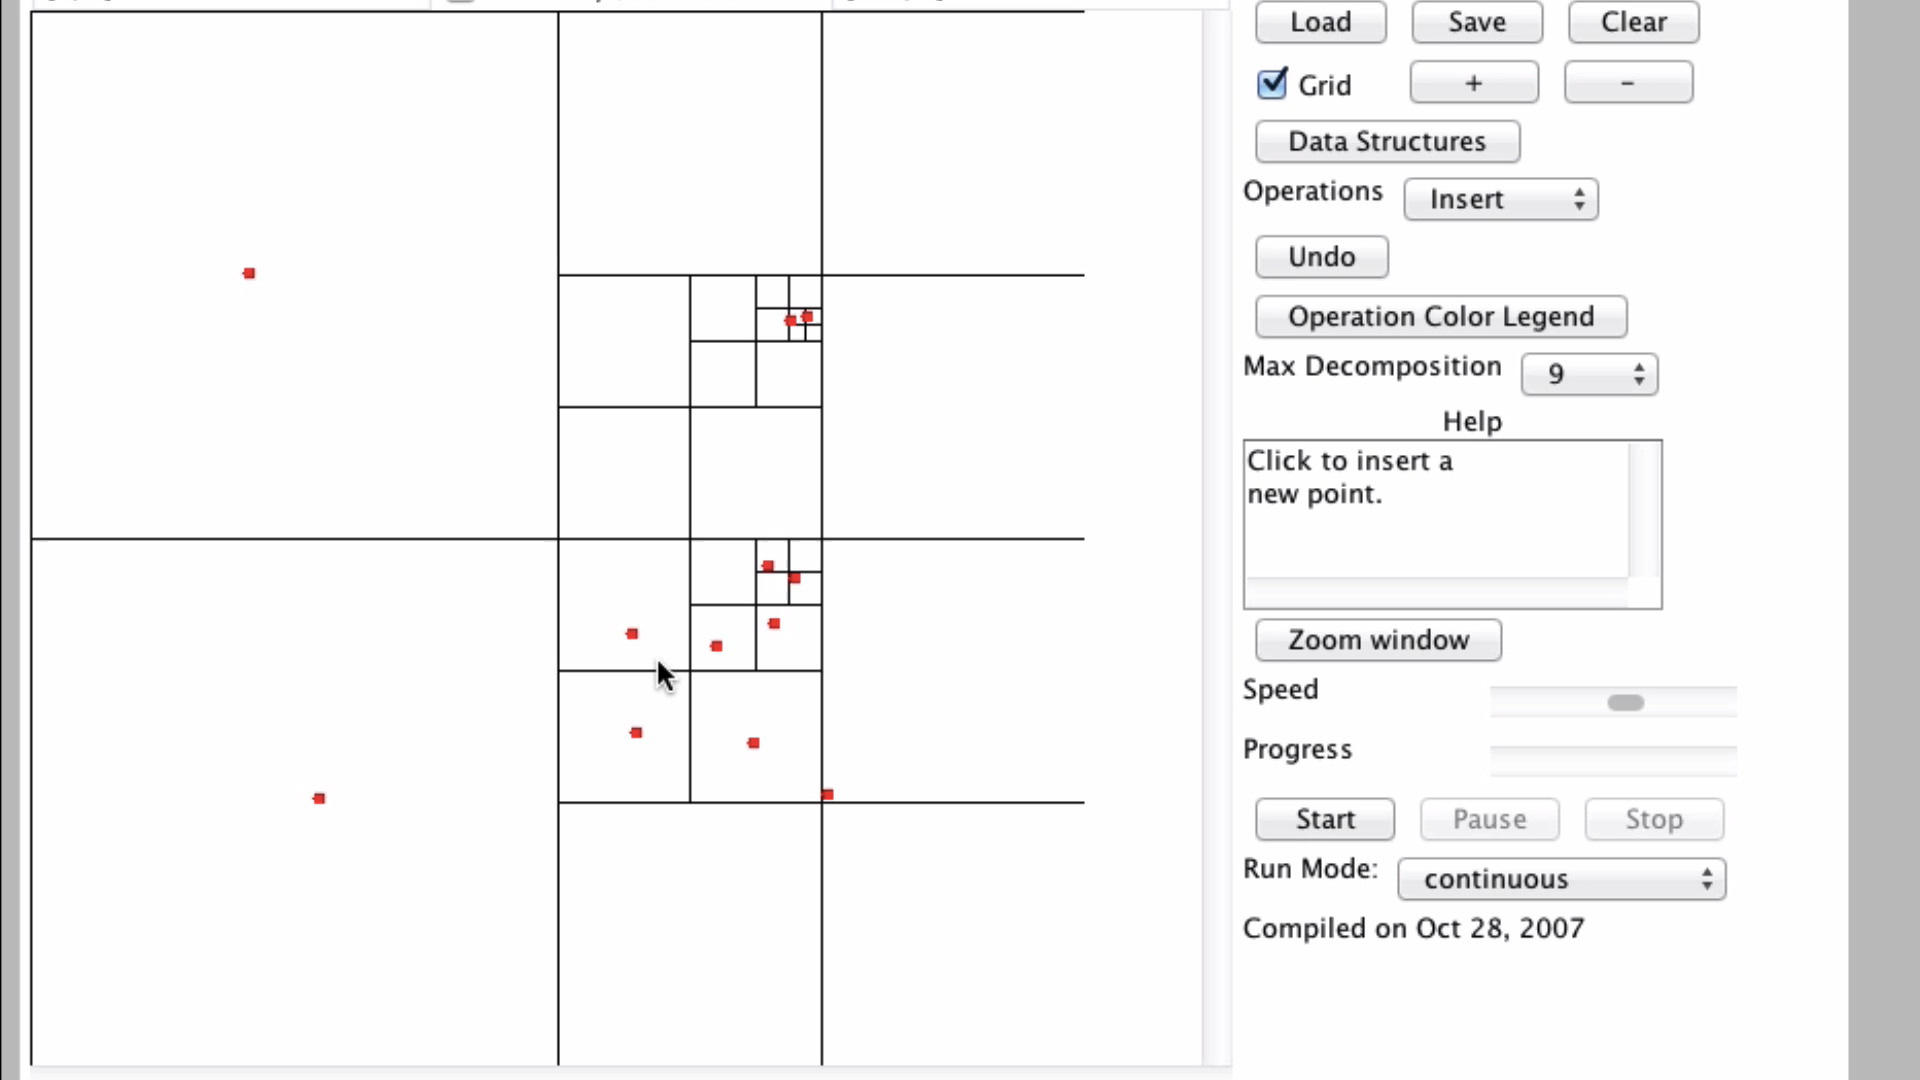 Load Save Clear
Grid + -
Data Structures
Operations Insert
Undo
Operation Color Legend
Max Decomposition 9
Help
Click to insert a
new point.
Zoom window
Speed
Progress
Start Pause Stop
Run Mode: continuous
Compiled on Oct 28, 2007